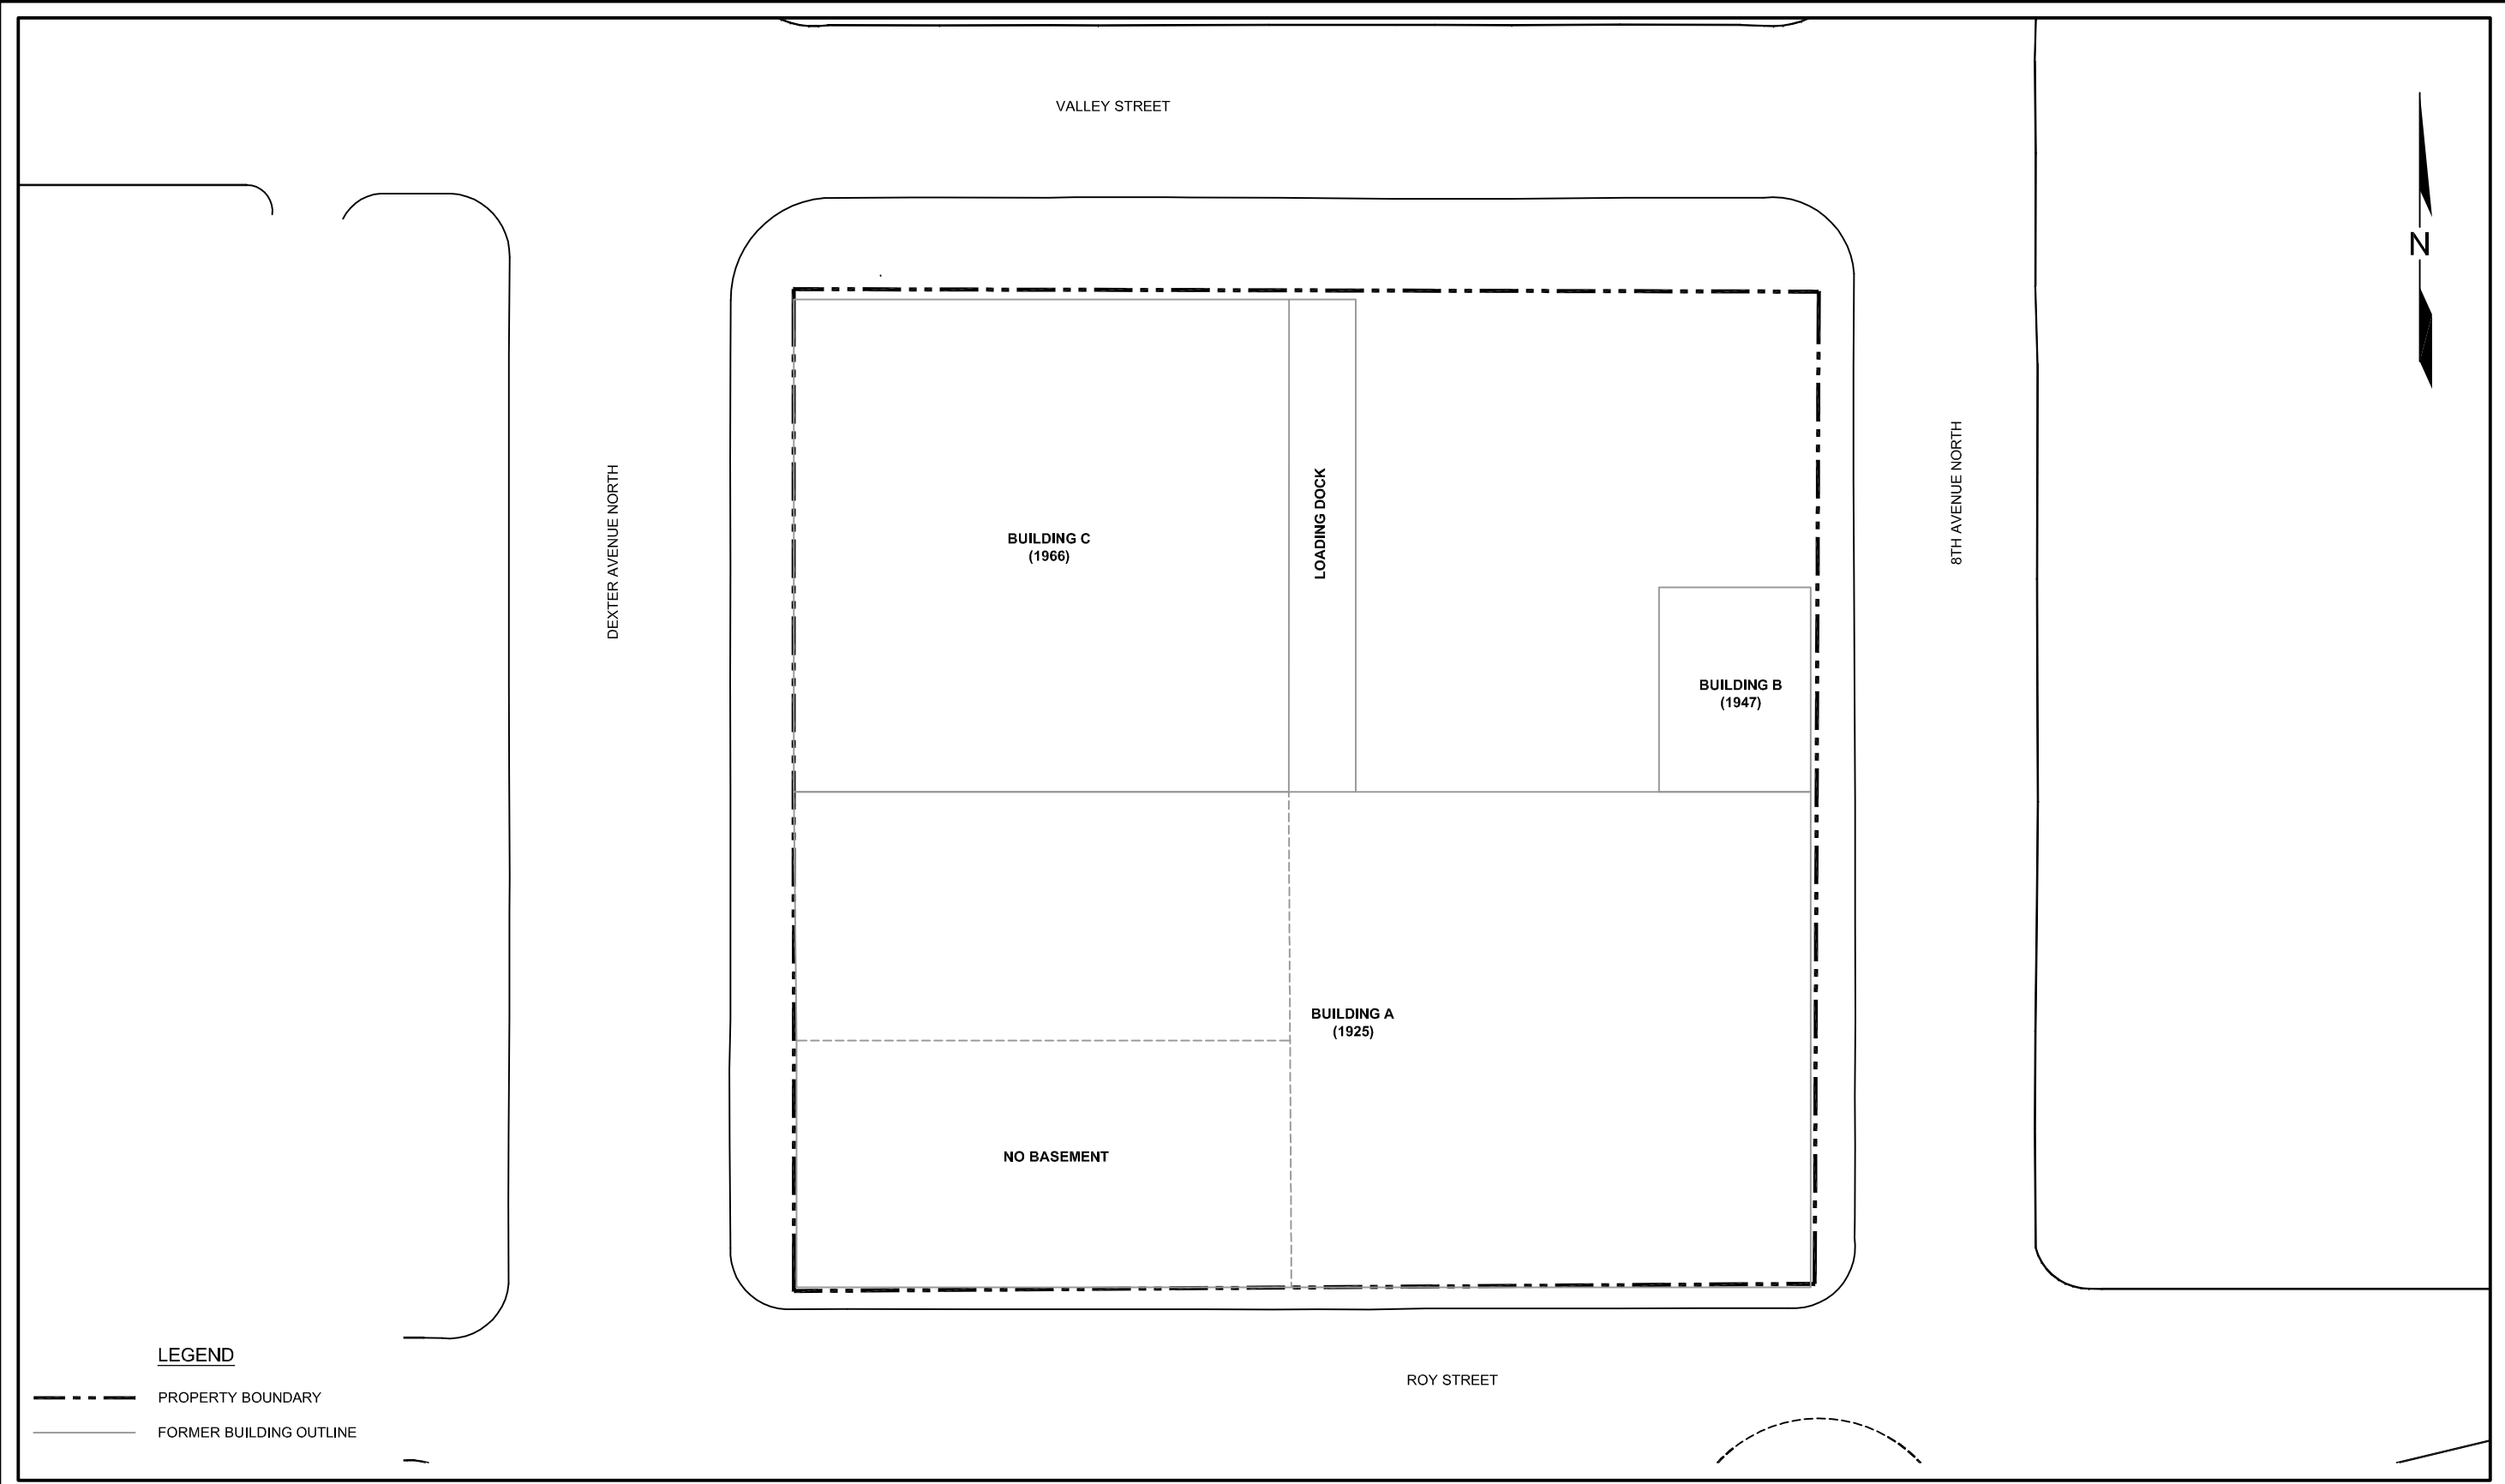 VALLEY STREET
N
DEXTER AVENUE NORTH
8TH AVENUE NORTH
LOADING DOCK
BUILDING C
(1966)
BUILDING B
(1947)
BUILDING A
(1925)
NO BASEMENT
ROY STREET
LEGEND
PROPERTY BOUNDARY
FORMER BUILDING OUTLINE